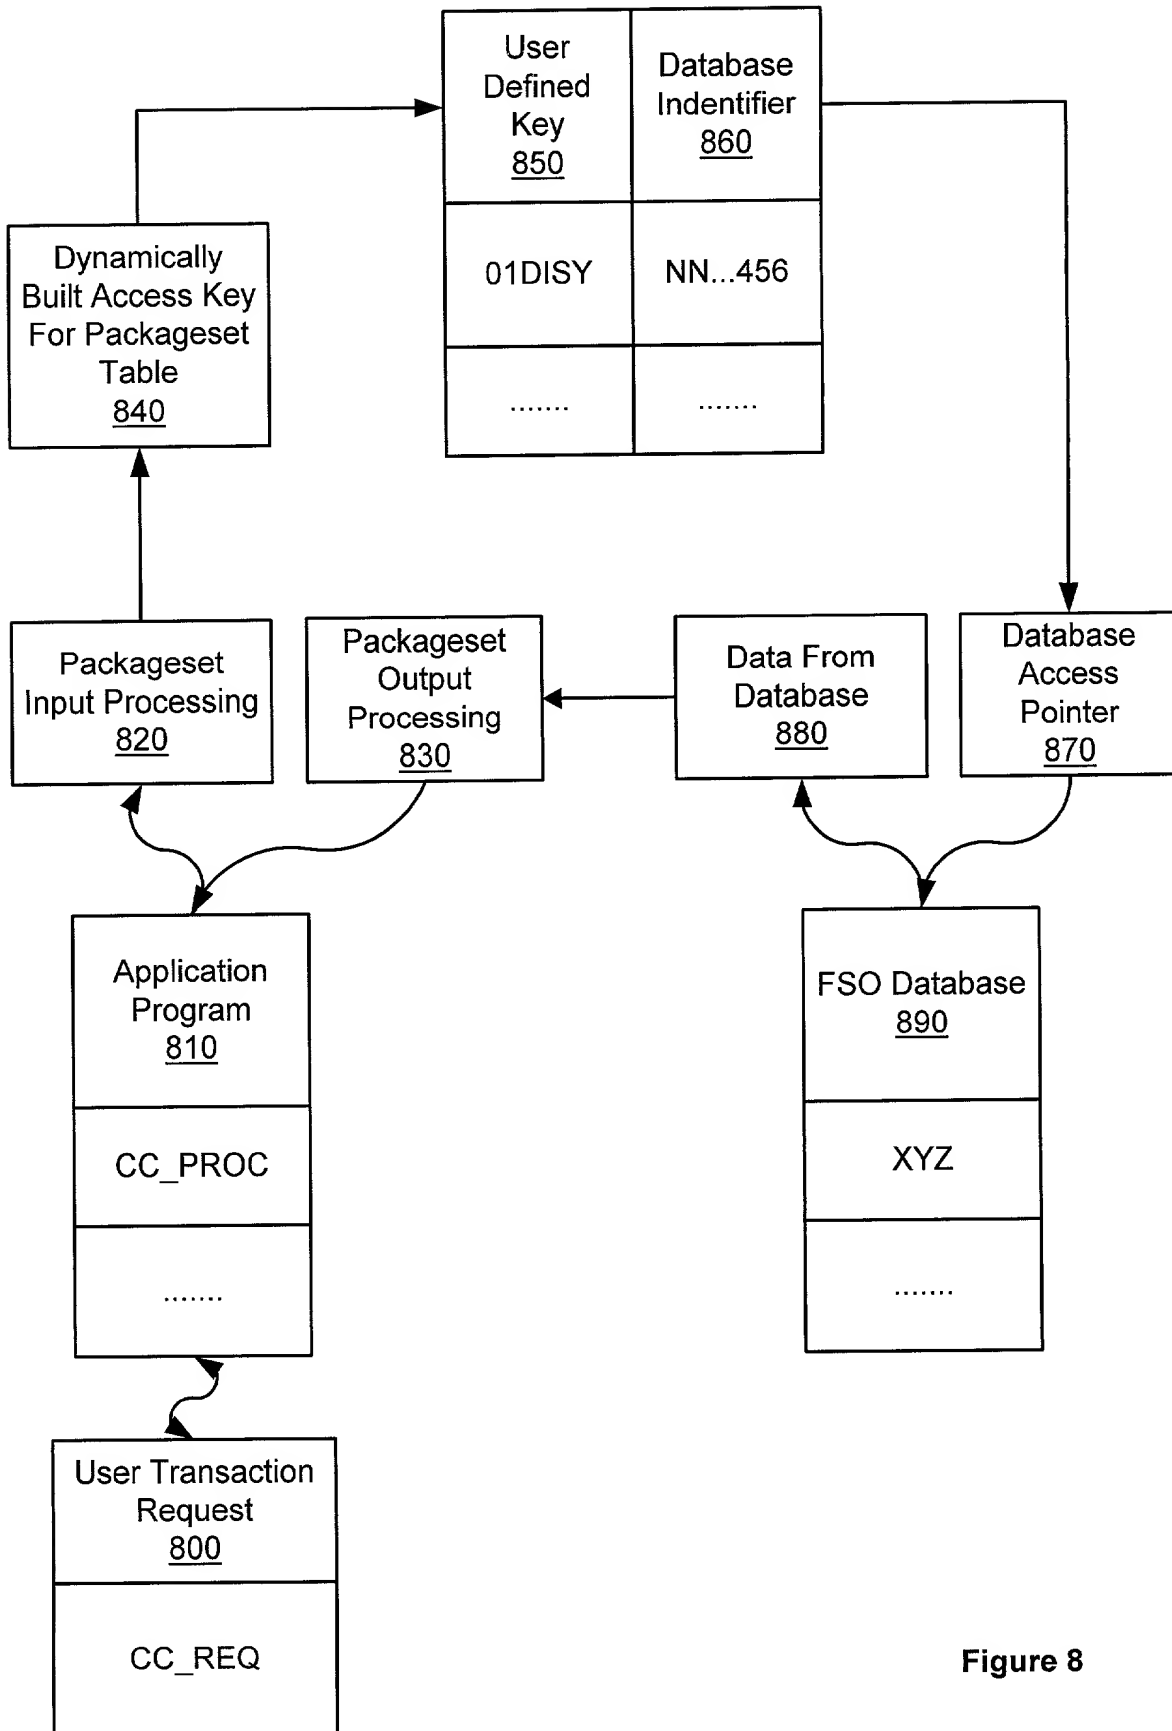 User
Defined
Key
850
Database
Indentifier
860
01DISY
NN...456
.......
.......
Dynamically
Built Access Key
For Packageset
Table
840
Packageset
Input Processing
820
Packageset
Output
Processing
830
Data From
Database
880
Database
Access
Pointer
870
Application
Program
810
CC_PROC
.......
FSO Database
890
XYZ
.......
User Transaction
Request
800
CC_REQ
Figure 8